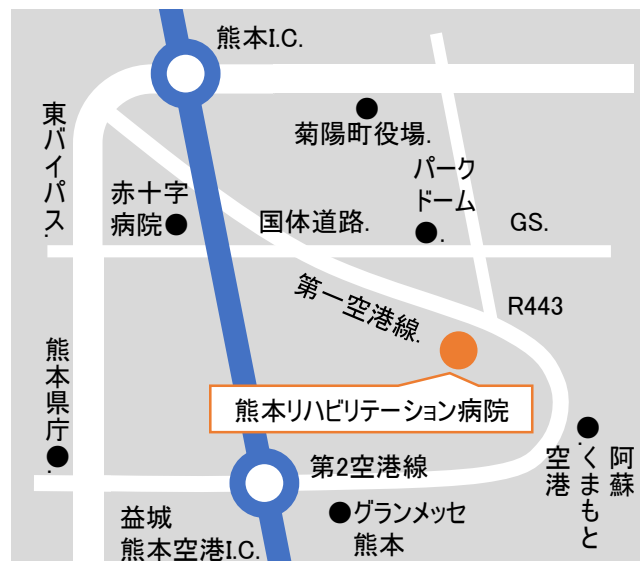 熊本I.C.
東バイパス.
菊陽町役場.
パーク
ドーム
.
赤十字
病院
国体道路.
GS.
第一空港線.
R443
熊本県庁
.
熊本リハビリテーション病院
阿蘇
.くまもと
空港
第2空港線
益城
熊本空港I.C.
グランメッセ
熊本